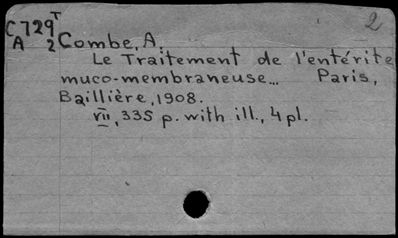 C729T 2
A 2 Combe, A.
Le Traitement de l'entérite
muco-membraneuse... Paris,
Baillière, 1908.
VII, 335 p. with ill., 4 pl.